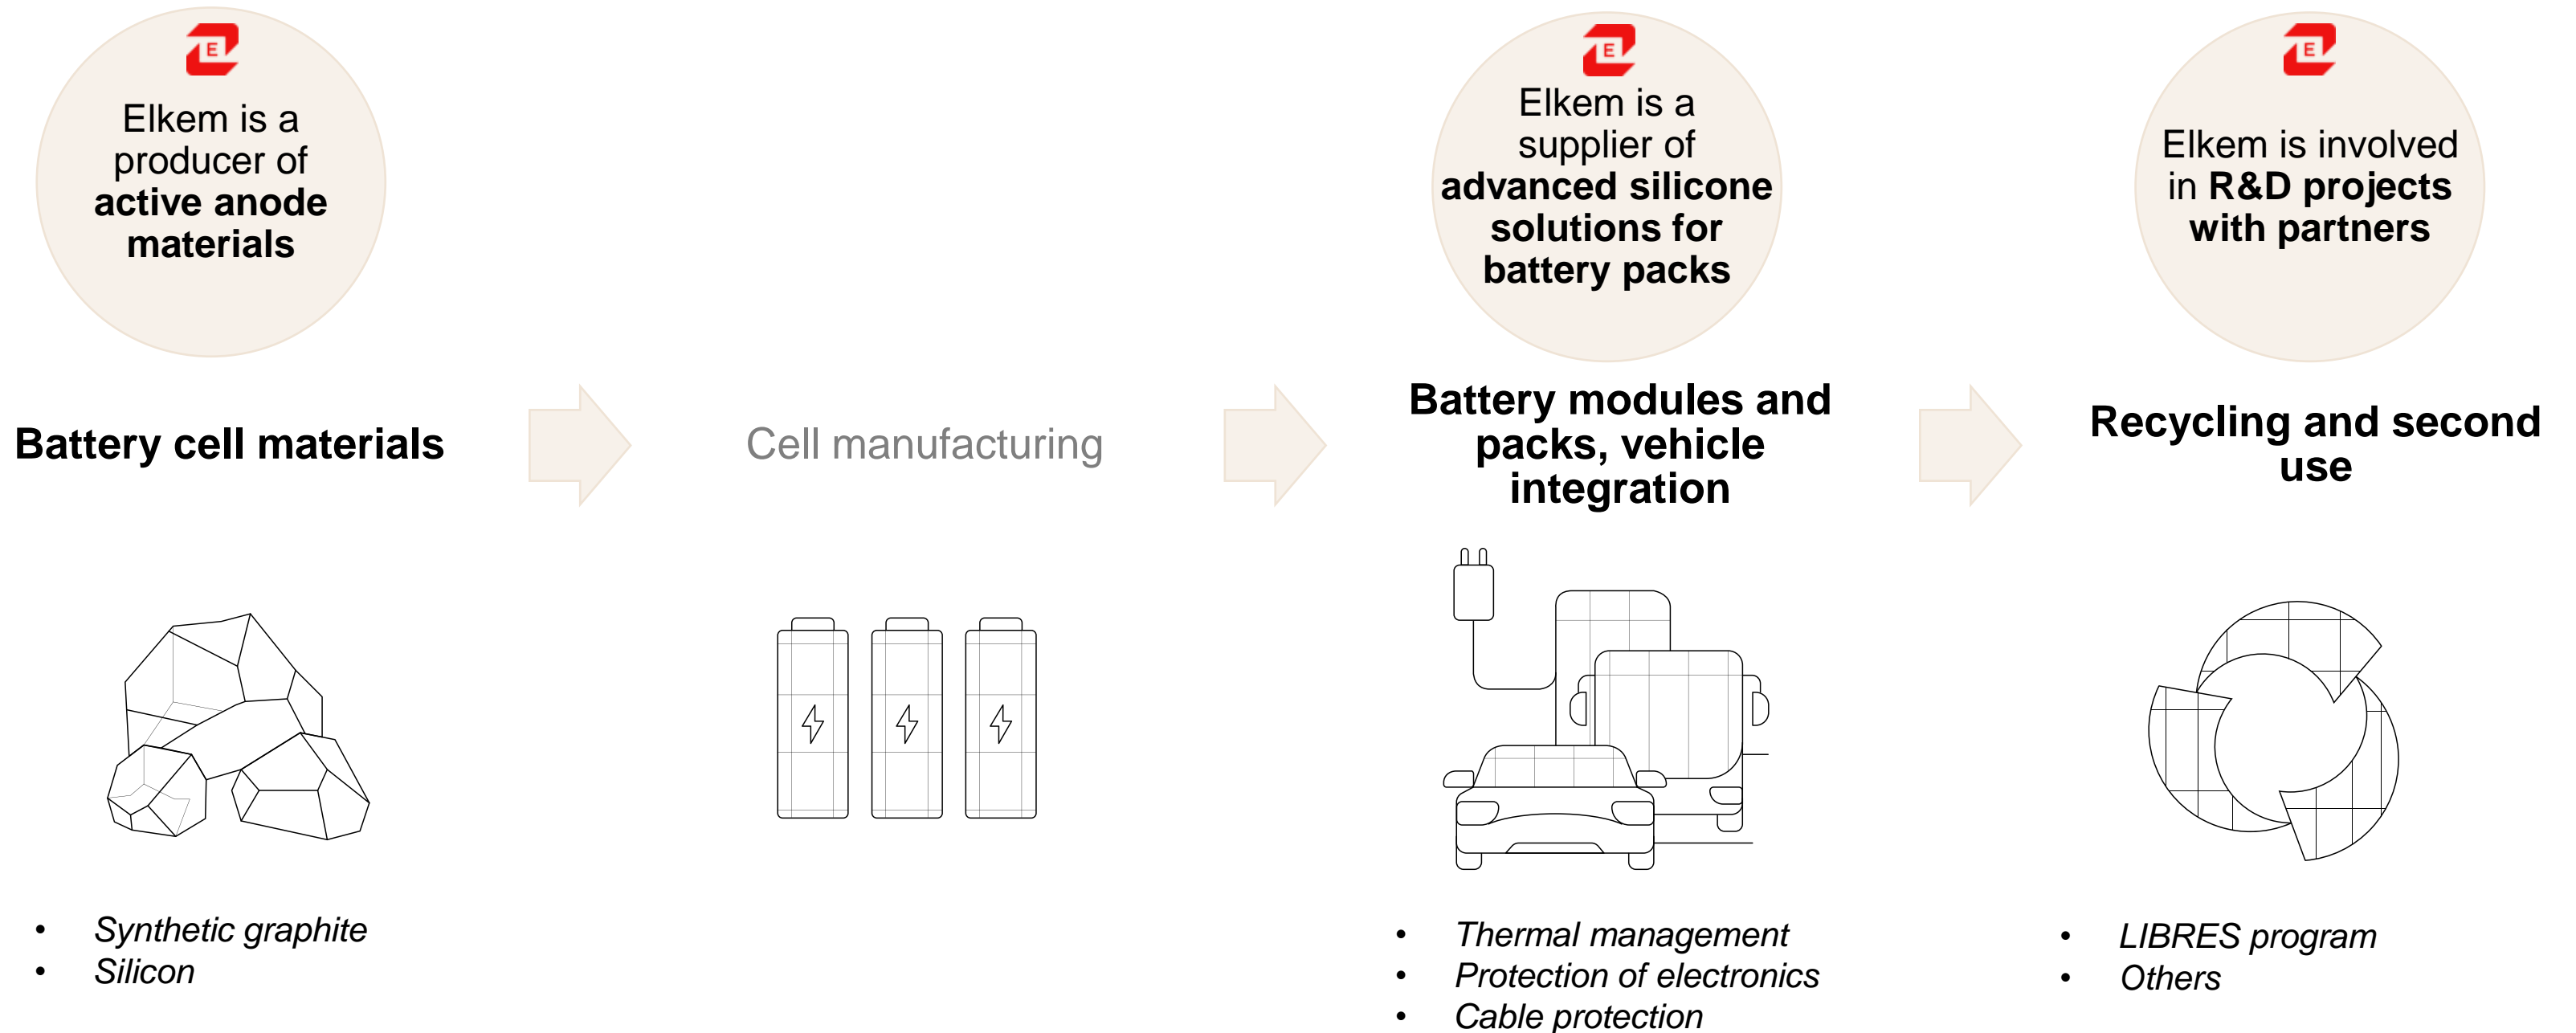 E
Elkem is a
producer of
active anode
materials
E
Elkem is a
supplier of
advanced silicone
solutions for
battery packs
E
Elkem is involved
in R&D projects
with partners
Battery cell materials
Cell manufacturing
Battery modules and
packs, vehicle
integration
Recycling and second
use
• Synthetic graphite
• Silicon
• Thermal management
• Protection of electronics
• Cable protection
• LIBRES program
• Others